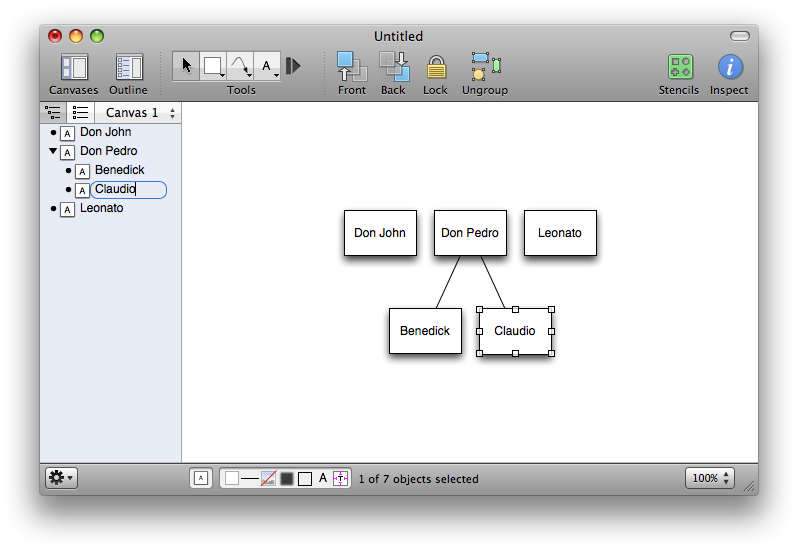 Untitled
Canvases Outline Tools Front Back Lock Ungroup Stencils Inspect
A
Canvas 1
A Don John
A Don Pedro
A Benedick
A Claudio
A Leonato
Don John Don Pedro Leonato
Benedick Claudio
A A T 1 of 7 objects selected 100%